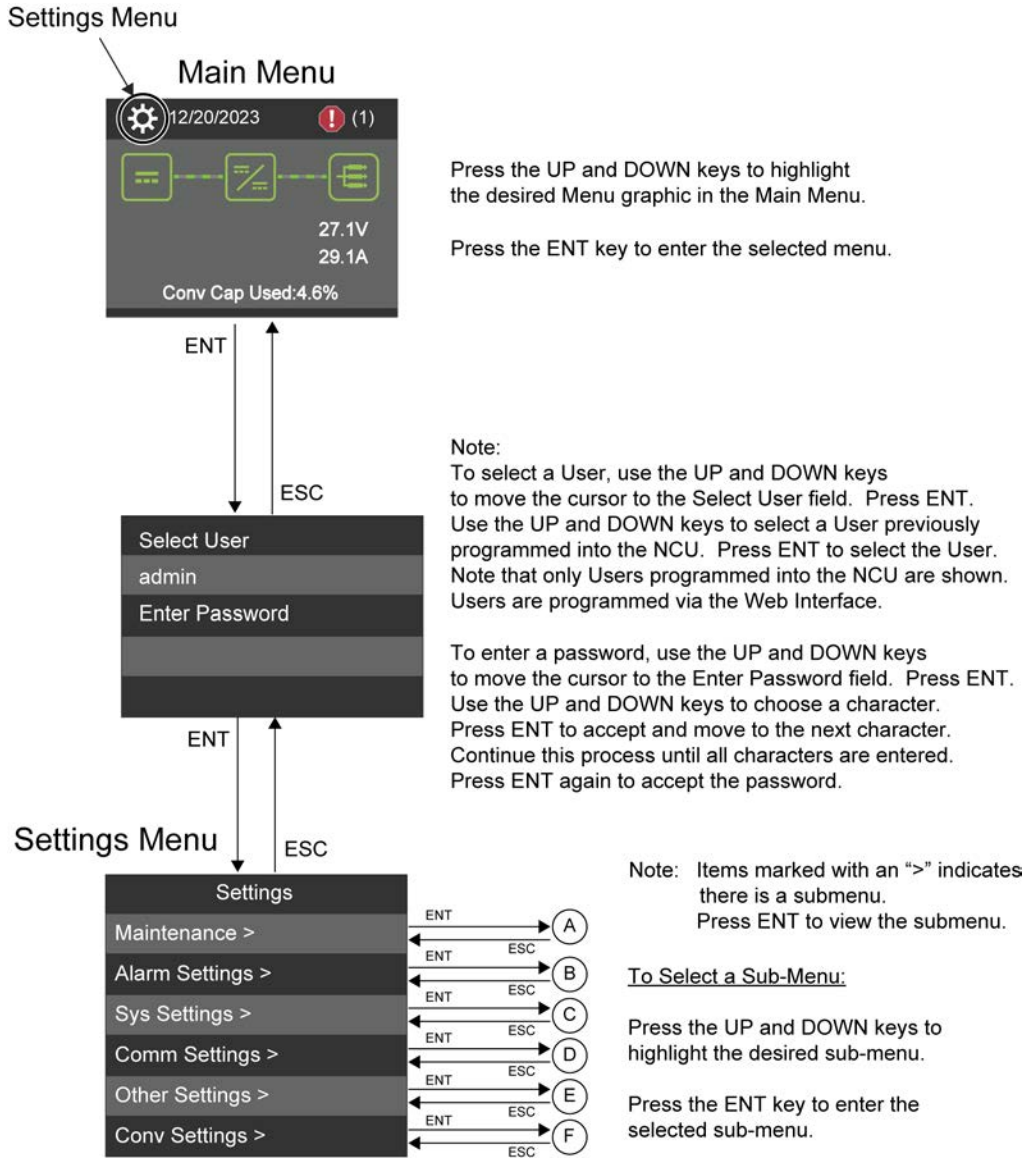 Settings Menu
Main Menu
12/20/2023 (1)
27.1V
29.1A
Conv Cap Used:4.6%
Press the UP and DOWN keys to highlight
the desired Menu graphic in the Main Menu.
Press the ENT key to enter the selected menu.
ENT
ESC
Select User
admin
Enter Password
Note:
To select a User, use the UP and DOWN keys
to move the cursor to the Select User field. Press ENT.
Use the UP and DOWN keys to select a User previously
programmed into the NCU. Press ENT to select the User.
Note that only Users programmed into the NCU are shown.
Users are programmed via the Web Interface.
To enter a password, use the UP and DOWN keys
to move the cursor to the Enter Password field. Press ENT.
Use the UP and DOWN keys to choose a character.
Press ENT to accept and move to the next character.
Continue this process until all characters are entered.
Press ENT again to accept the password.
ENT
ESC
Settings Menu
Settings
Maintenance >
ENT
ESC
A
Alarm Settings >
ENT
ESC
B
Sys Settings >
ENT
ESC
C
Comm Settings >
ENT
ESC
D
Other Settings >
ENT
ESC
E
Conv Settings >
ENT
ESC
F
Note: Items marked with an “>” indicates
there is a submenu.
Press ENT to view the submenu.
To Select a Sub-Menu:
Press the UP and DOWN keys to
highlight the desired sub-menu.
Press the ENT key to enter the
selected sub-menu.